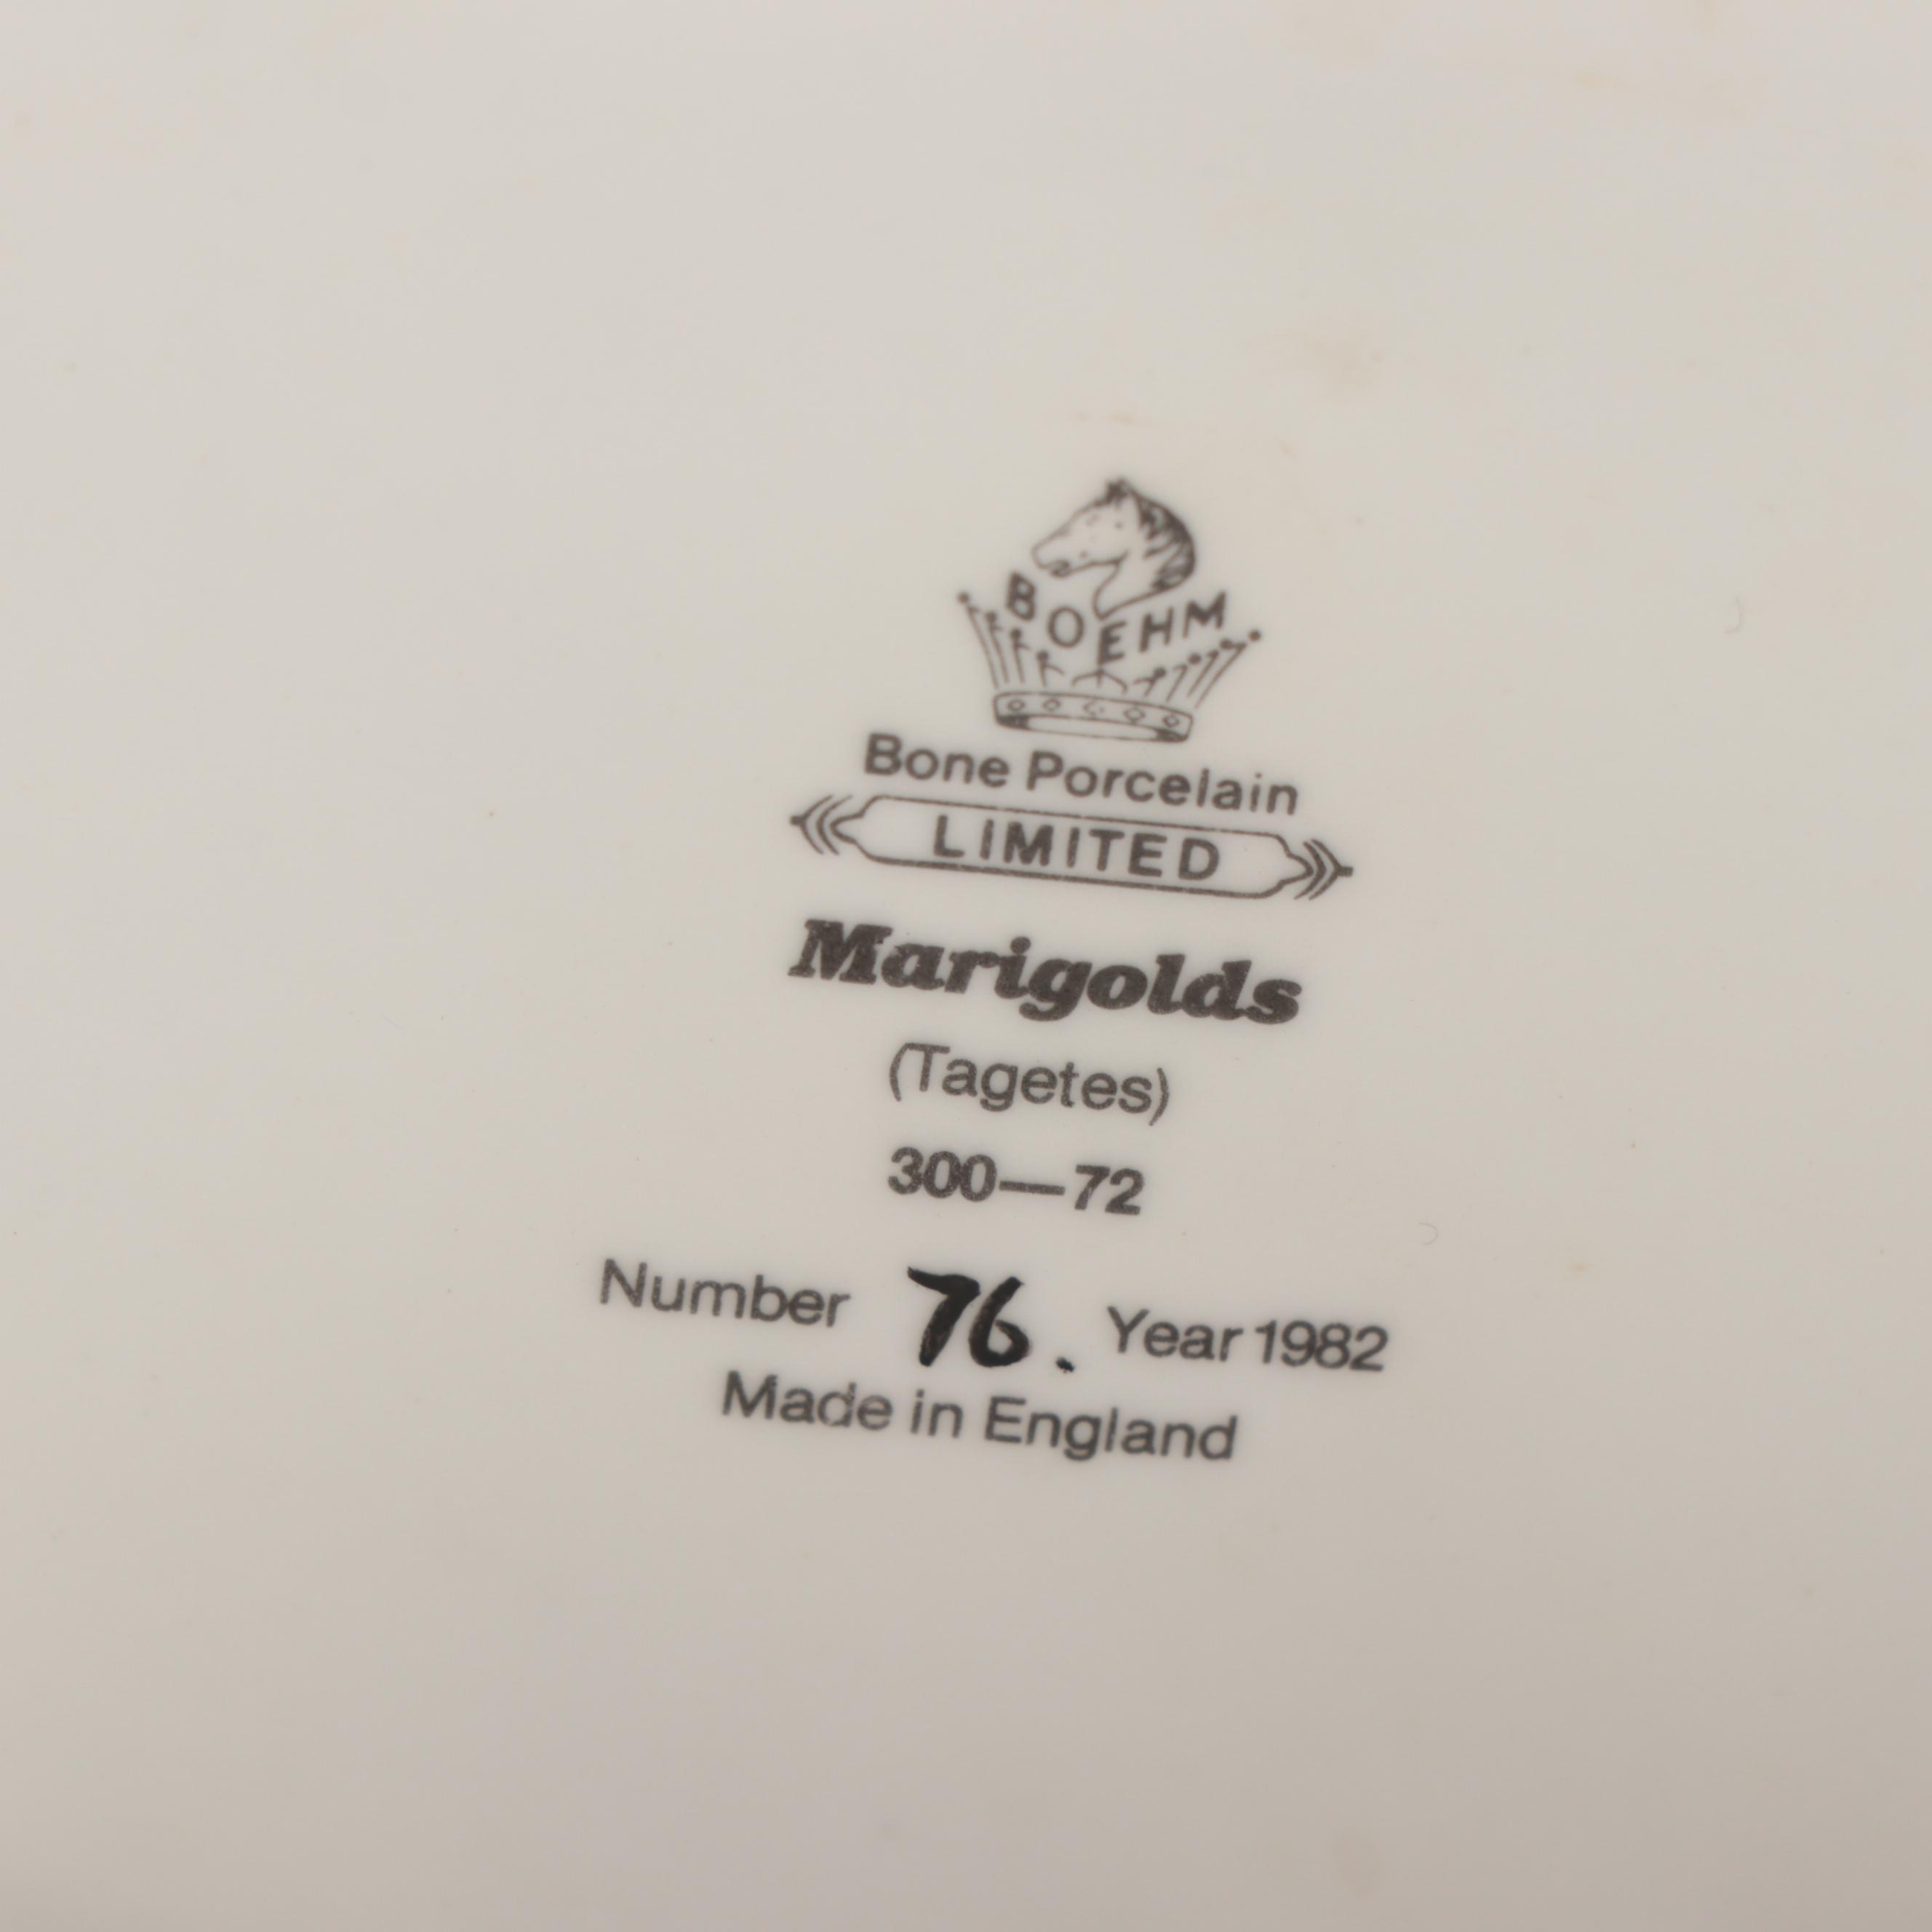 BOEHM
Bone Porcelain
LIMITED
Marigolds
(Tagetes)
300—72
Number 76. Year 1982
Made in England